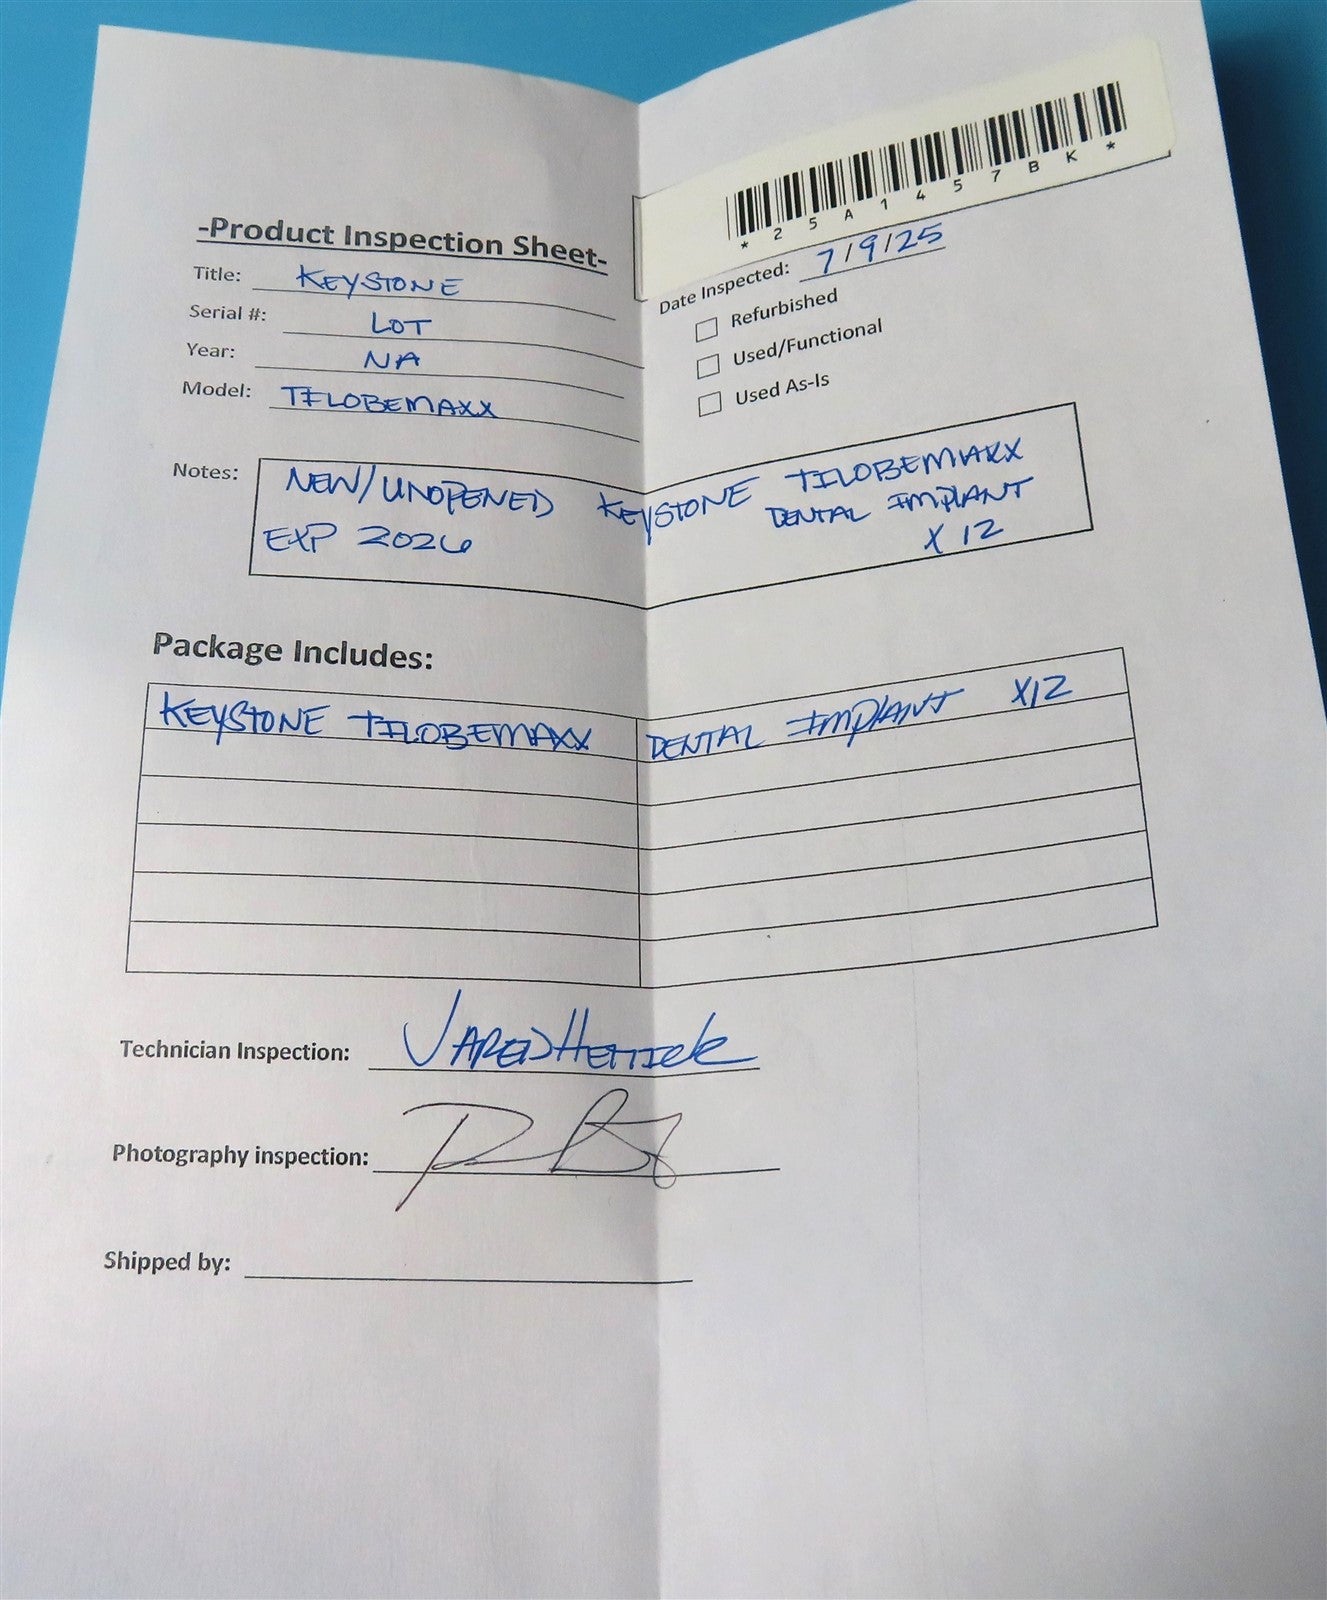 *25A1457BK*
-Product Inspection Sheet-
Title: KEYSTONE
Serial #: LOT
Year: NA
Model: TILOBEMAXX
Date Inspected: 7/9/25
Refurbished
Used/Functional
Used As-Is
Notes: NEW/UNOPENED KEYSTONE TILOBEMAXX
EXP 2026 DENTAL IMPLANT
X 12
Package Includes:
KEYSTONE TILOBEMAXX DENTAL IMPLANT X12
Technician Inspection: JARED
Photography inspection:
Shipped by: